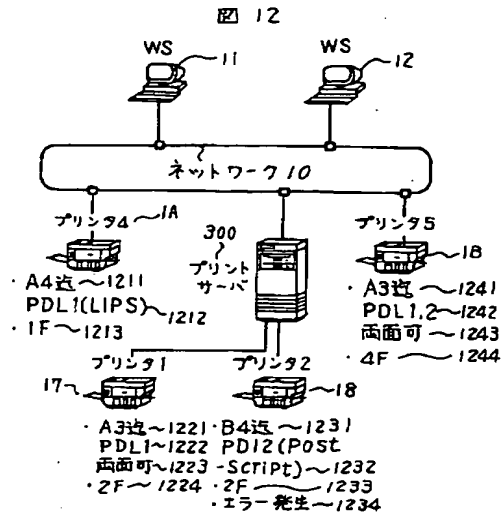 図 12
WS
11
WS
12
ネットワーク 10
プリンタ4
1A
300
プリント
サーバ
プリンタ5
1B
・A4迄〜1211
PDL1(LIPS)〜1212
・1F〜1213
・A3迄〜1241
PDL1,2〜1242
両面可〜1243
・4F〜1244
プリンタ1
17
プリンタ2
18
・A3迄〜1221
PDL1〜1222
両面可〜1223
・2F〜1224
・B4迄〜1231
PD12(Post
-Script)〜1232
・2F〜1233
・エラー発生〜1234